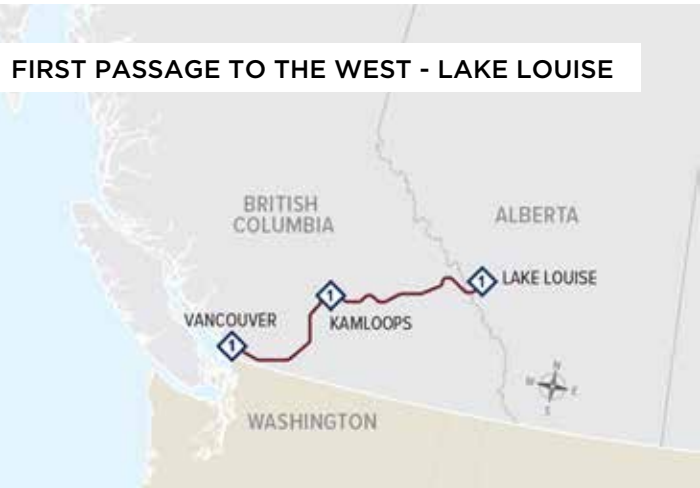 FIRST PASSAGE TO THE WEST - LAKE LOUISE
BRITISH
COLUMBIA
ALBERTA
1
LAKE LOUISE
1
VANCOUVER
KAMLOOPS
1
N
W
E
S
WASHINGTON